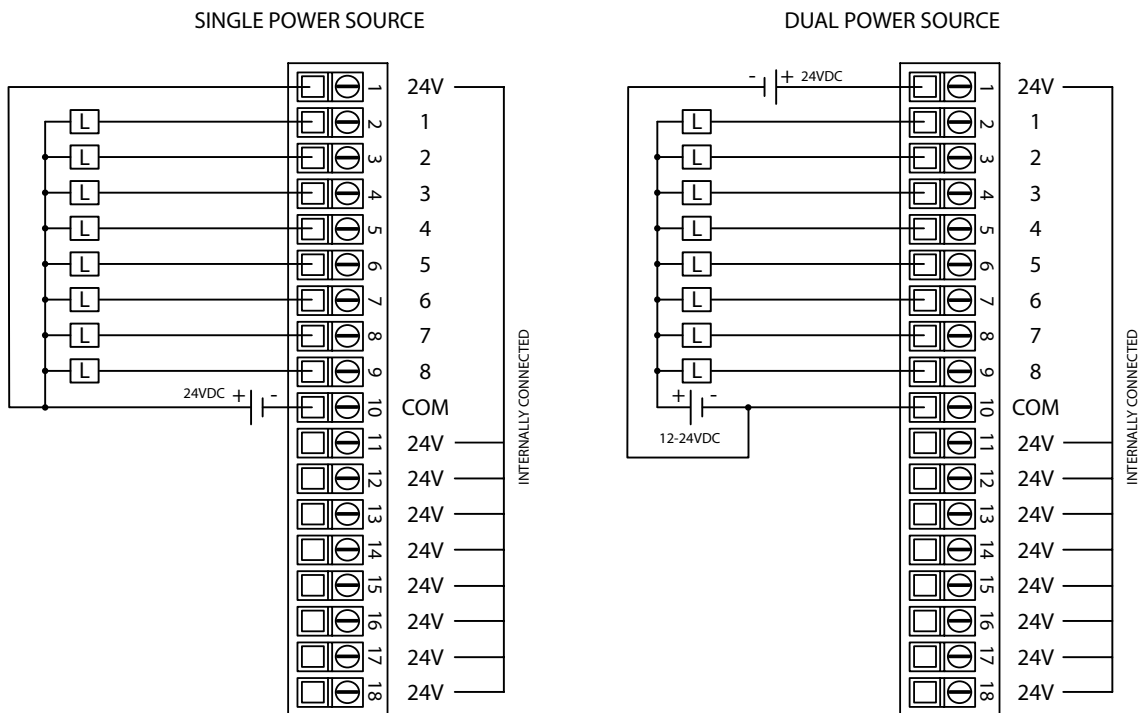 SINGLE POWER SOURCE
1 24V
L 2 1
L 3 2
L 4 3
L 5 4
L 6 5
L 7 6
L 8 7
L 9 8
24VDC + - 10 COM
11 24V
12 24V
13 24V
14 24V
15 24V
16 24V
17 24V
18 24V
INTERNALLY CONNECTED
DUAL POWER SOURCE
- + 24VDC 1 24V
L 2 1
L 3 2
L 4 3
L 5 4
L 6 5
L 7 6
L 8 7
L 9 8
+ - 10 COM
12-24VDC
11 24V
12 24V
13 24V
14 24V
15 24V
16 24V
17 24V
18 24V
INTERNALLY CONNECTED